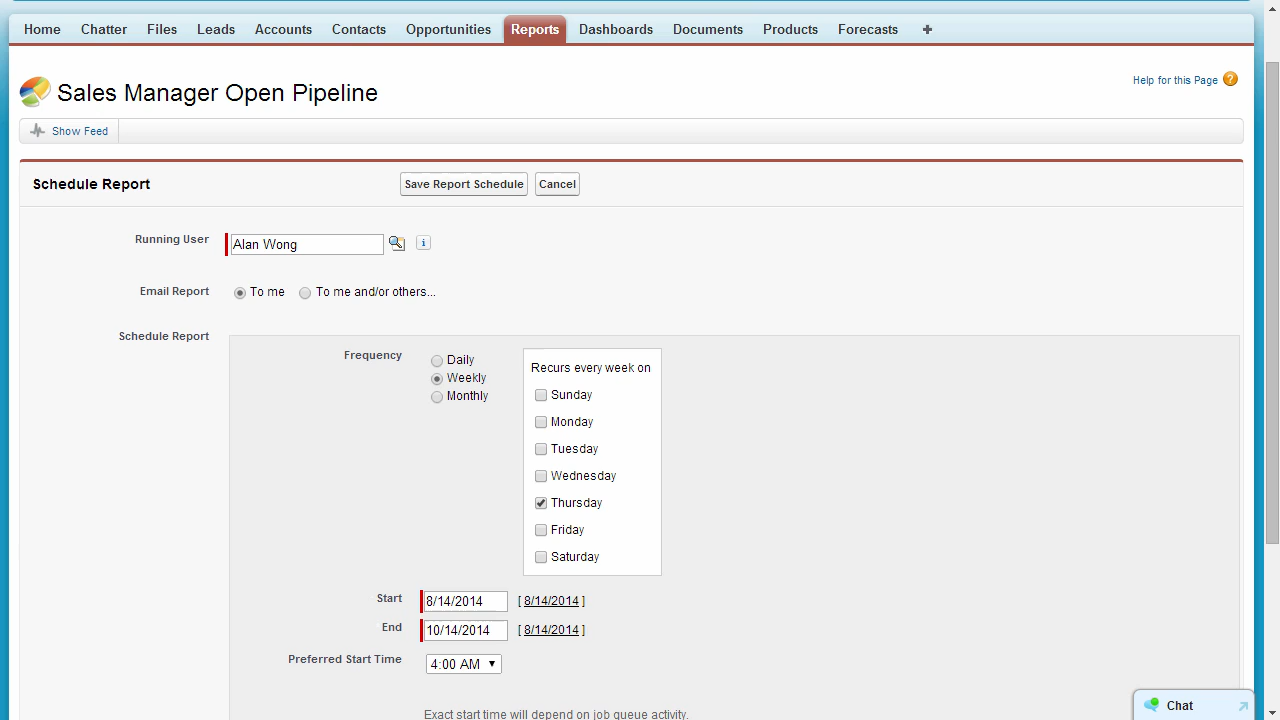 Home Chatter Files Leads Accounts Contacts Opportunities Reports Dashboards Documents Products Forecasts +
Help for this Page ?
Sales Manager Open Pipeline
Show Feed
Schedule Report Save Report Schedule Cancel
Running User Alan Wong i
Email Report To me To me and/or others...
Schedule Report
Frequency Daily
Weekly
Monthly
Recurs every week on
Sunday
Monday
Tuesday
Wednesday
Thursday
Friday
Saturday
Start 8/14/2014 [ 8/14/2014 ]
End 10/14/2014 [ 8/14/2014 ]
Preferred Start Time 4:00 AM
Exact start time will depend on job queue activity.
Chat